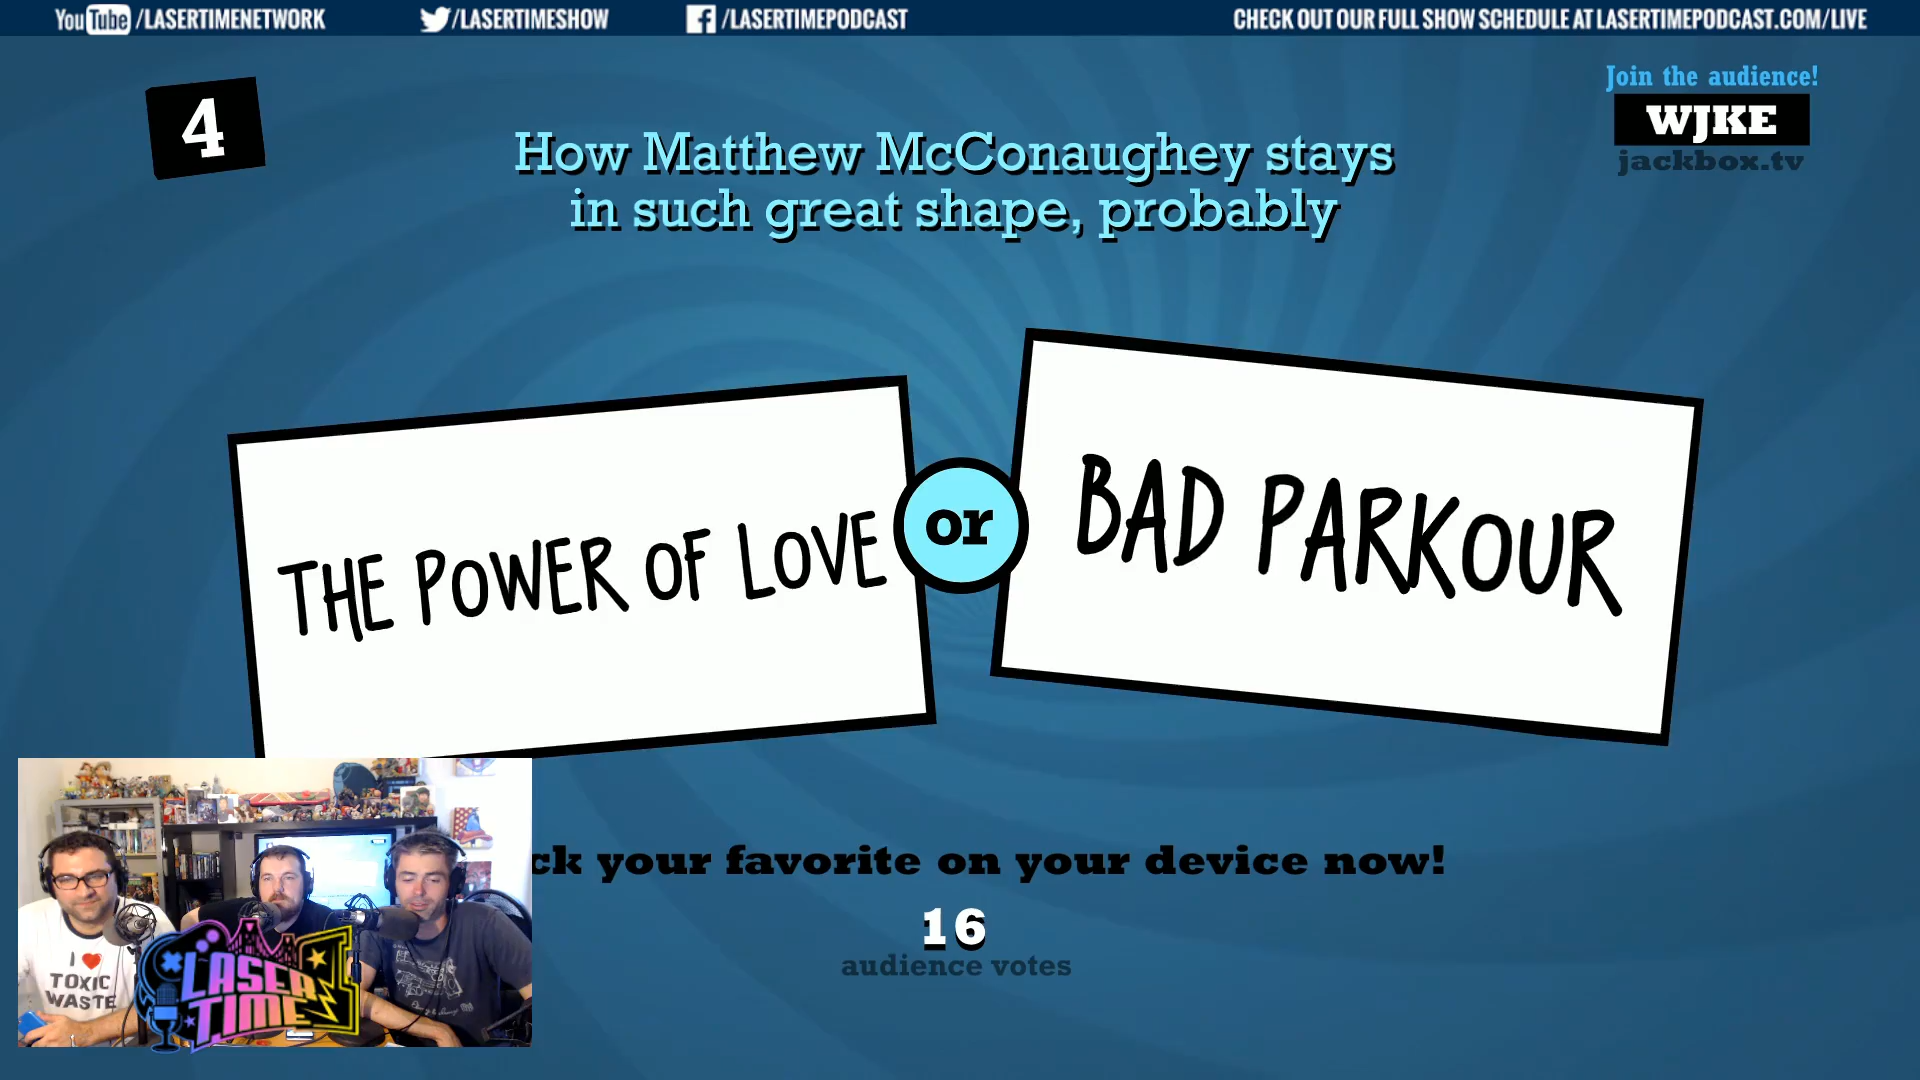 You Tube /LASERTIMENETWORK /LASERTIMESHOW /LASERTIMEPODCAST CHECK OUT OUR FULL SHOW SCHEDULE AT LASERTIMEPODCAST.COM/LIVE
4
Join the audience!
WJKE
jackbox.tv
How Matthew McConaughey stays
in such great shape, probably
THE POWER OF LOVE
or
BAD PARKOUR
ck your favorite on your device now!
16
audience votes
I
TOXIC
WASTE
LASER
TIME